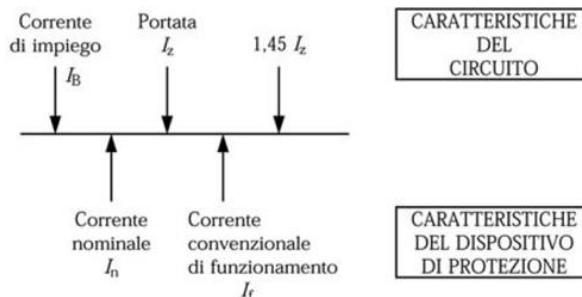 Corrente
di impiego
I_B
Portata
I_z
1,45 I_z
CARATTERISTICHE
DEL
CIRCUITO
Corrente
nominale
I_n
Corrente
convenzionale
di funzionamento
I_f
CARATTERISTICHE
DEL DISPOSITIVO
DI PROTEZIONE